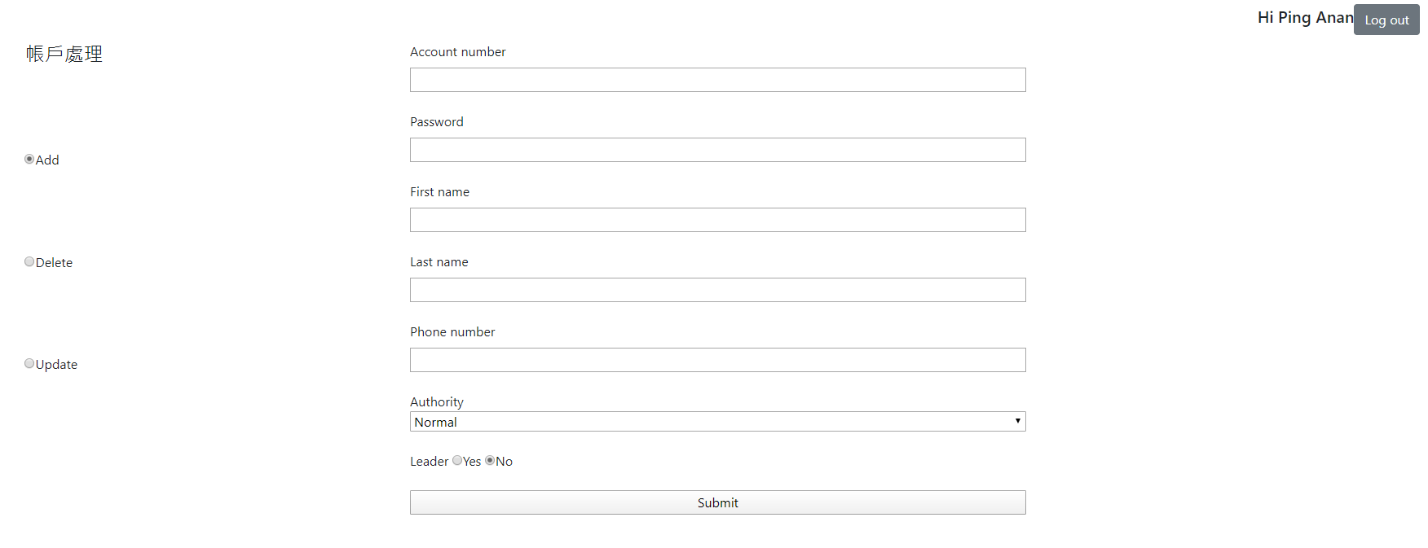 Hi Ping Anan Log out
帳戶處理
Add
Delete
Update
Account number
Password
First name
Last name
Phone number
Authority
Normal
Leader Yes No
Submit